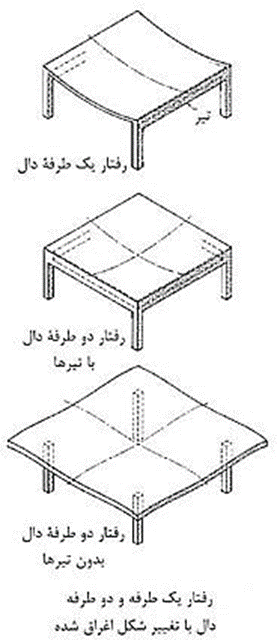 تیر
رفتار یک طرفهٔ دال
رفتار دو طرفهٔ دال
با تیرها
رفتار دو طرفهٔ دال
بدون تیرها
رفتار یک طرفه و دو طرفه
دال با تغییر شکل اغراق شده